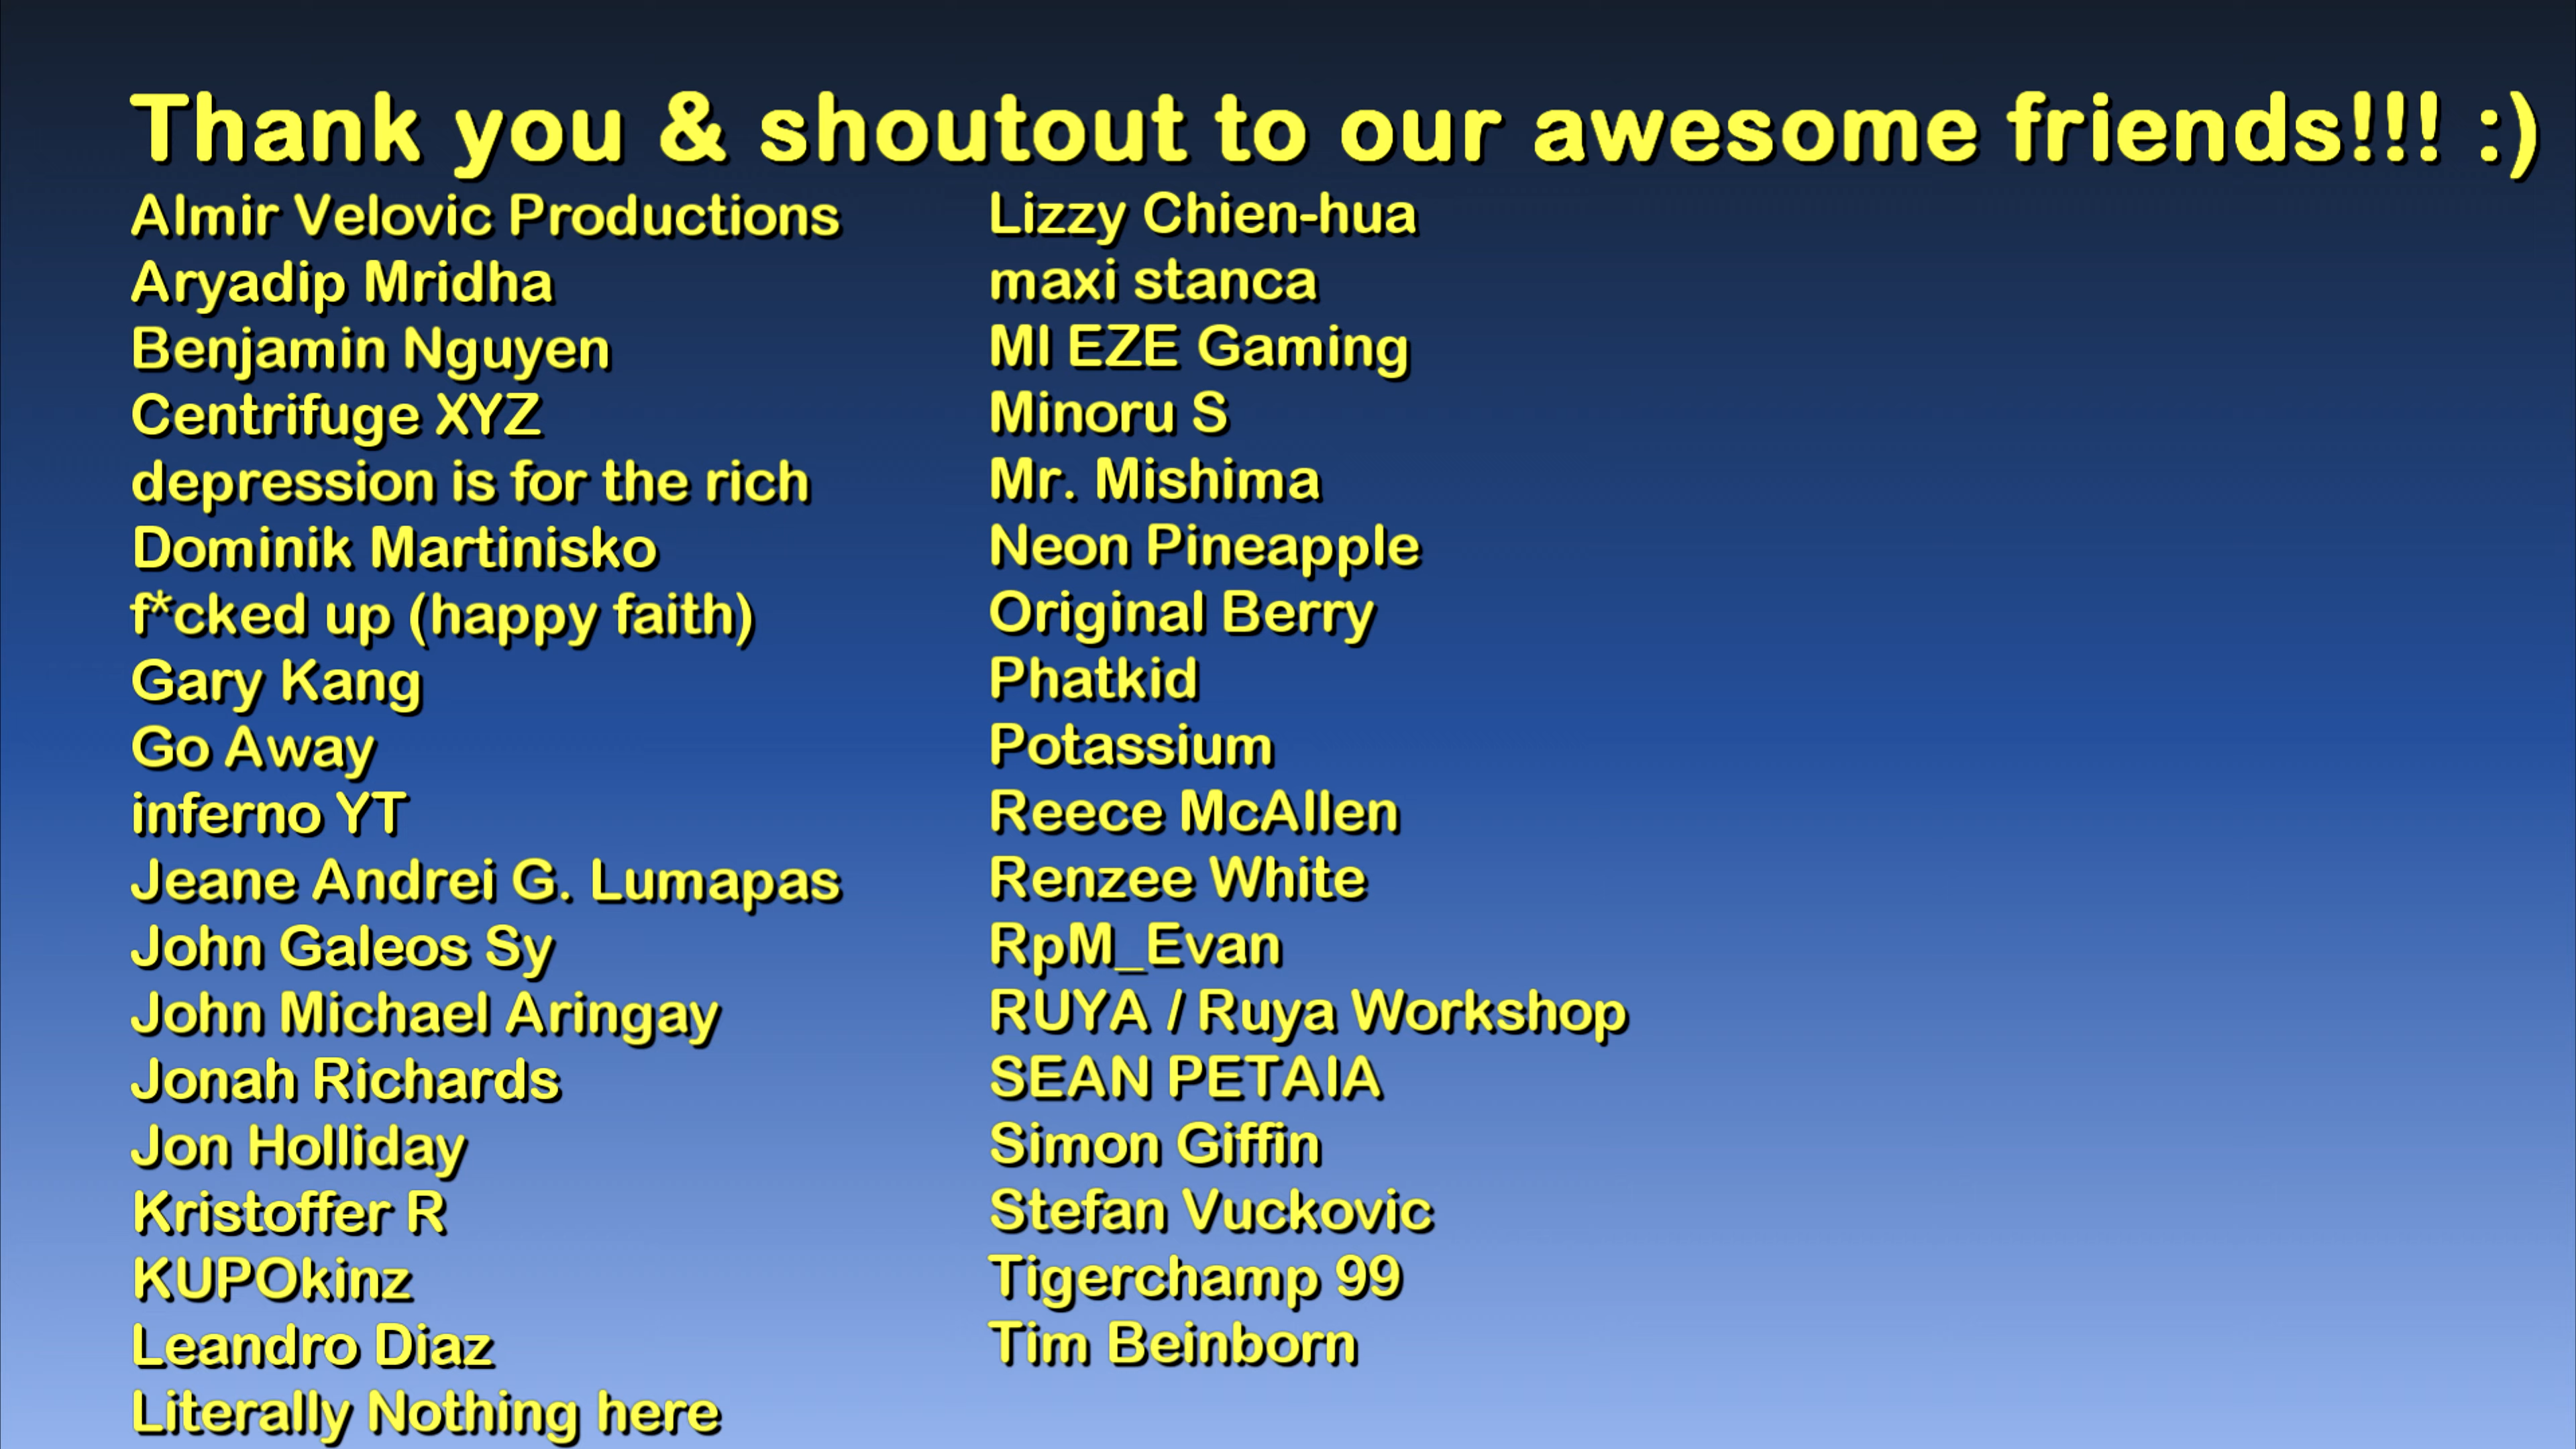 Thank you & shoutout to our awesome friends!!! :)
Almir Velovic Productions
Aryadip Mridha
Benjamin Nguyen
Centrifuge XYZ
depression is for the rich
Dominik Martinisko
f*cked up (happy faith)
Gary Kang
Go Away
inferno YT
Jeane Andrei G. Lumapas
John Galeos Sy
John Michael Aringay
Jonah Richards
Jon Holliday
Kristoffer R
KUPOkinz
Leandro Diaz
Literally Nothing here
Lizzy Chien-hua
maxi stanca
MI EZE Gaming
Minoru S
Mr. Mishima
Neon Pineapple
Original Berry
Phatkid
Potassium
Reece McAllen
Renzee White
RpM_Evan
RUYA / Ruya Workshop
SEAN PETAIA
Simon Giffin
Stefan Vuckovic
Tigerchamp 99
Tim Beinborn